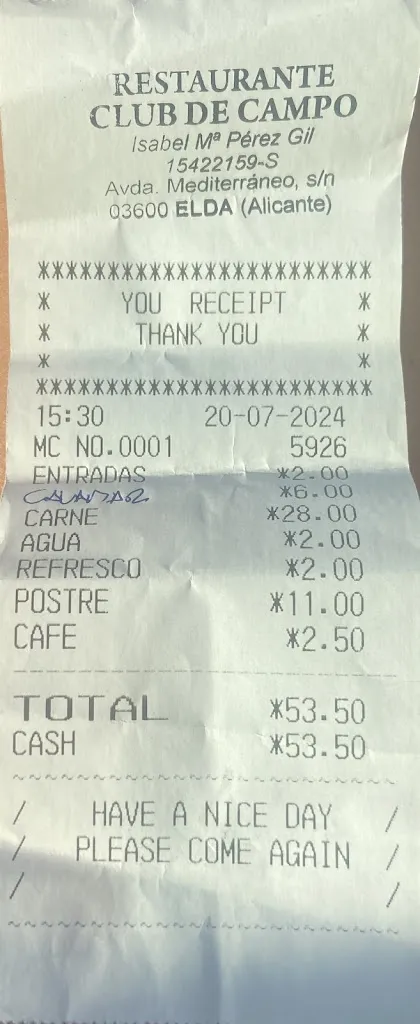 RESTAURANTE
CLUB DE CAMPO
Isabel Mª Pérez Gil
15422159-S
Avda. Mediterráneo, s/n
03600 ELDA (Alicante)
************************
* YOU RECEIPT *
* THANK YOU *
* *
************************
15:30 20-07-2024
MC NO.0001 5926
ENTRADAS *2.00
CALAMAR *6.00
CARNE *28.00
AGUA *2.00
REFRESCO *2.00
POSTRE *11.00
CAFE *2.50
TOTAL *53.50
CASH *53.50
/ HAVE A NICE DAY /
/ PLEASE COME AGAIN /
/ /